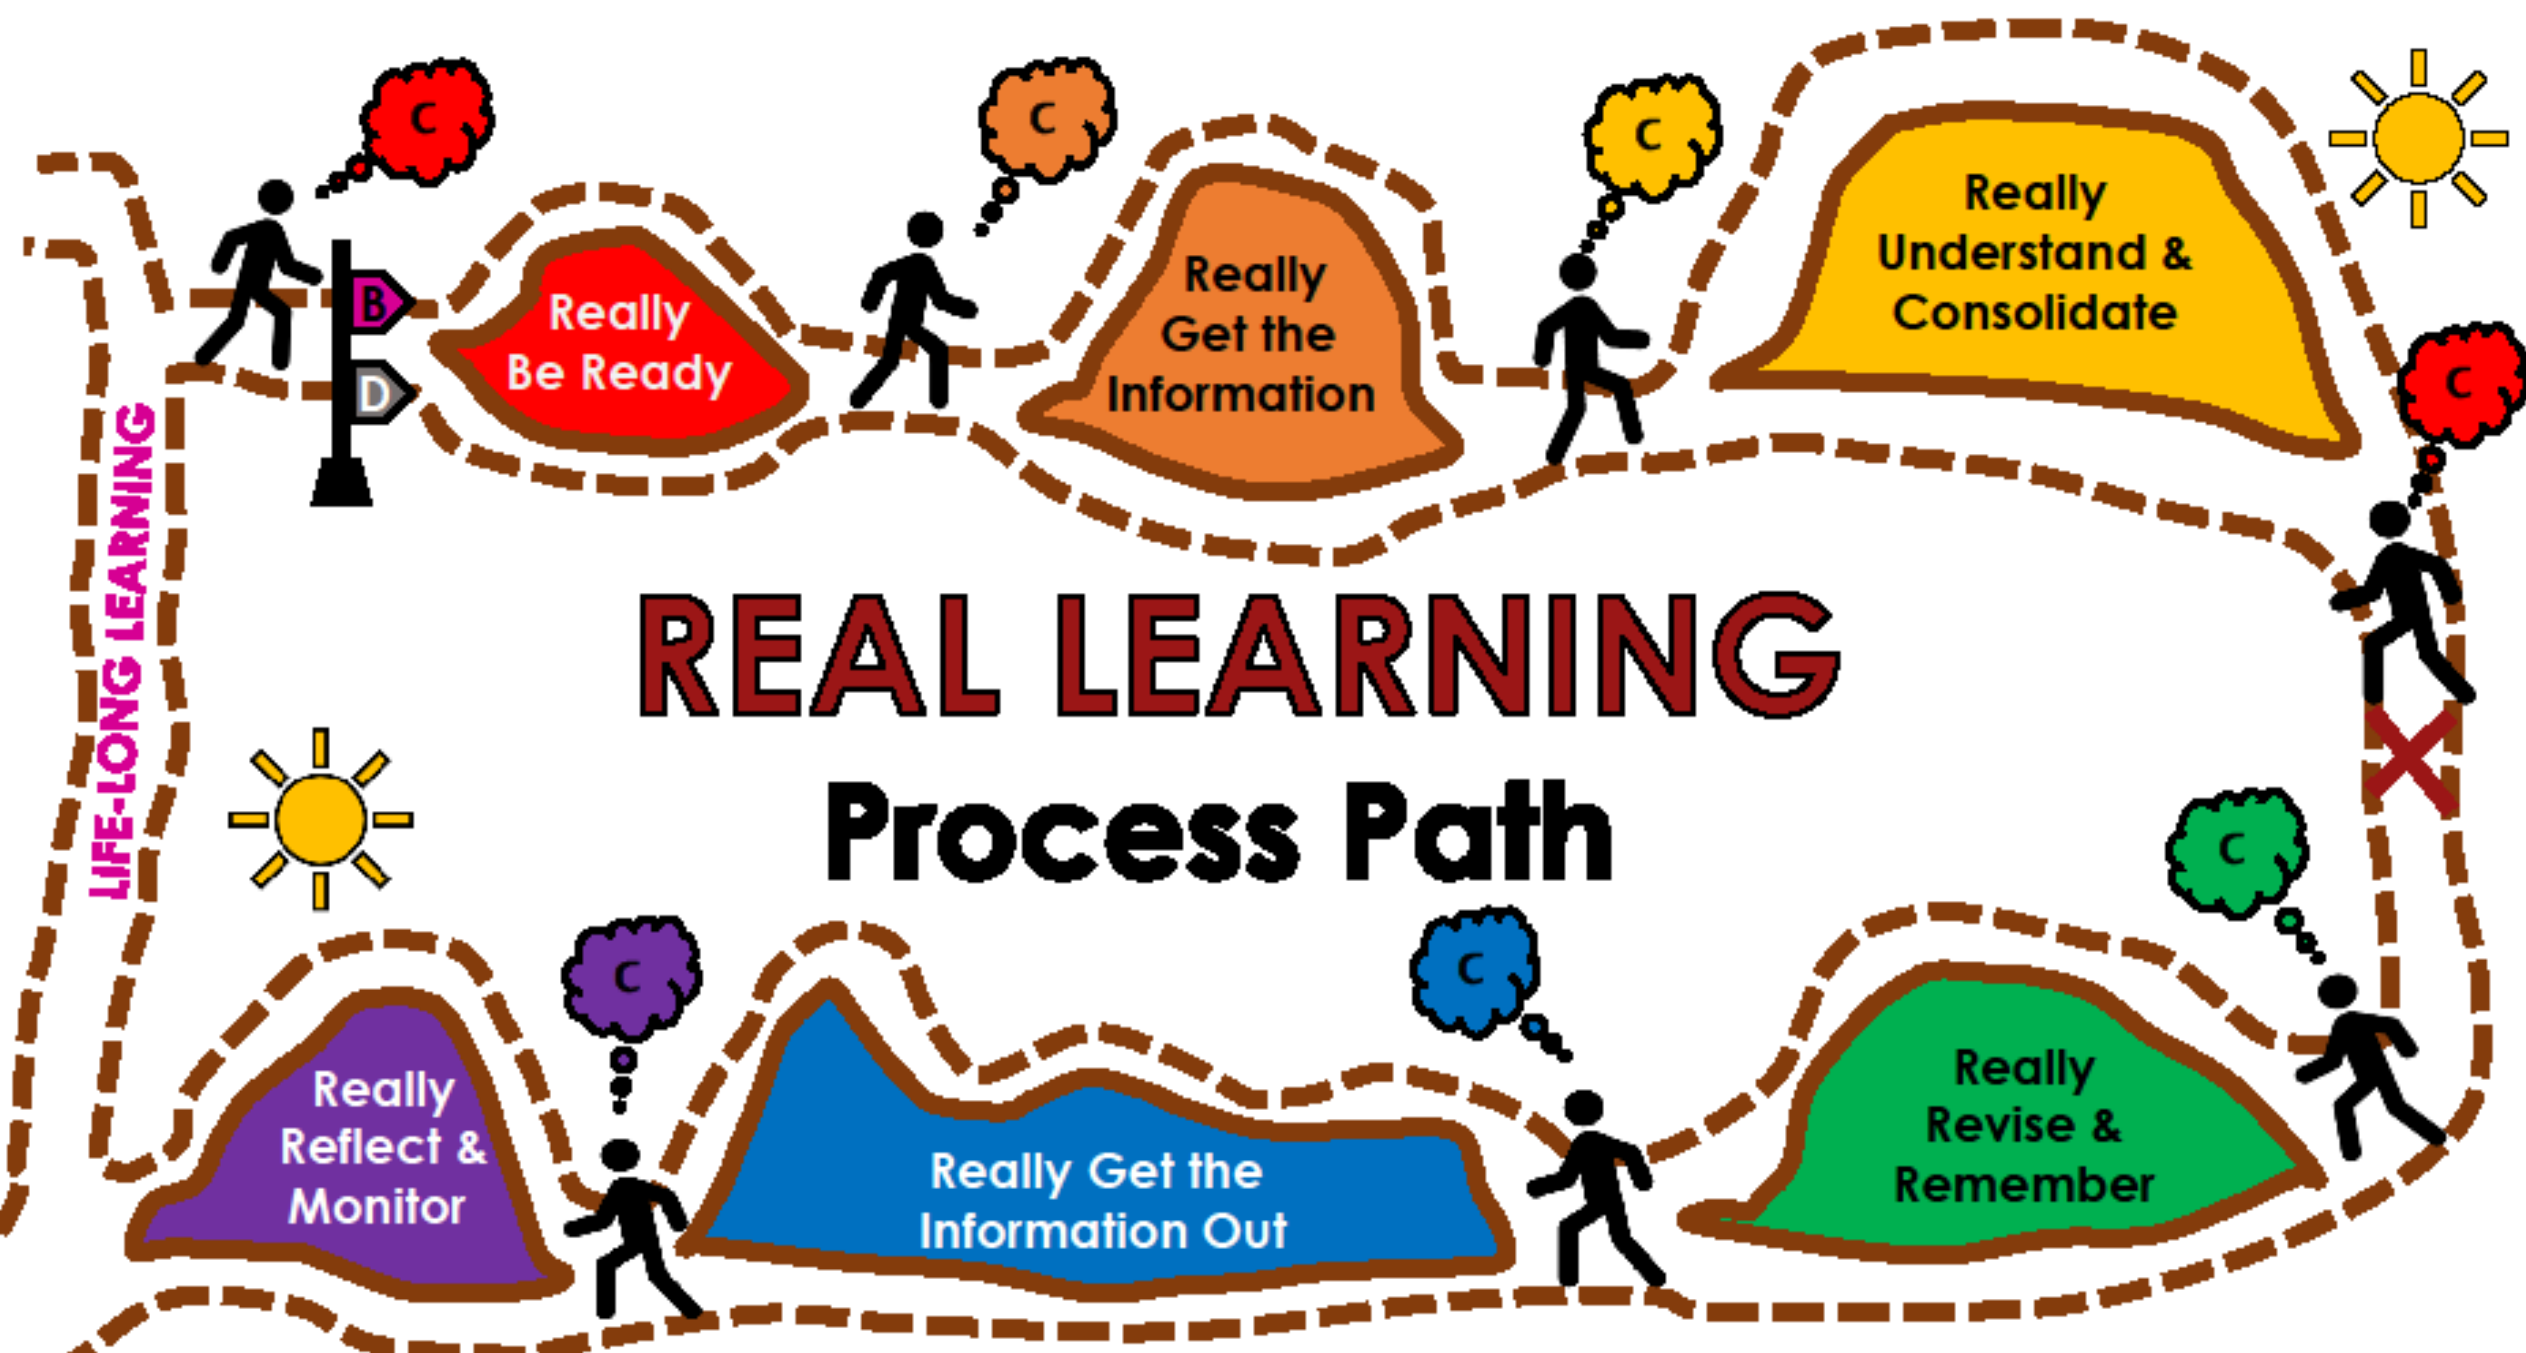 C
C
C
C
B
D
Really
Be Ready
Really
Get the
Information
Really
Understand &
Consolidate
LIFE-LONG LEARNING
REAL LEARNING
Process Path
C
C
C
Really
Revise &
Remember
Really Get the
Information Out
Really
Reflect &
Monitor